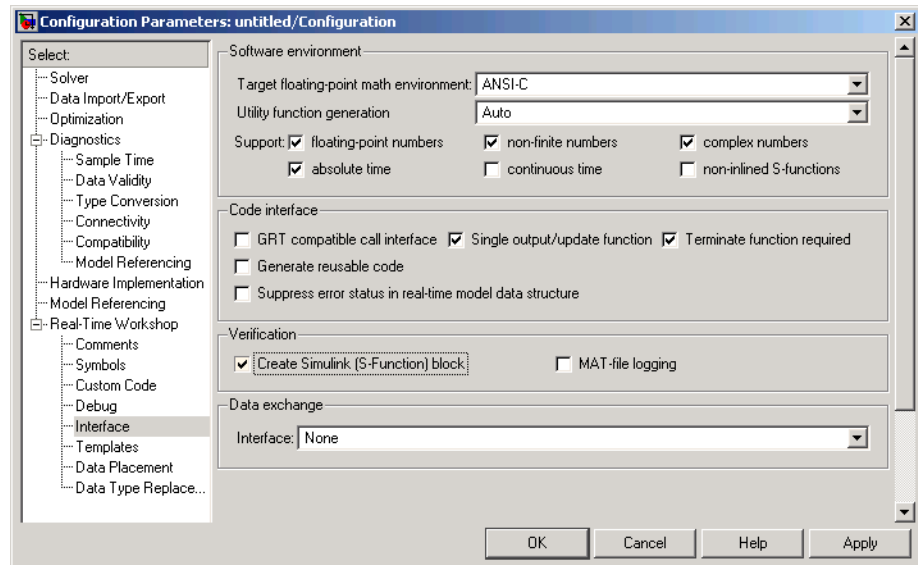 Configuration Parameters: untitled/Configuration
Select:
Solver
Data Import/Export
Optimization
Diagnostics
Sample Time
Data Validity
Type Conversion
Connectivity
Compatibility
Model Referencing
Hardware Implementation
Model Referencing
Real-Time Workshop
Comments
Symbols
Custom Code
Debug
Interface
Templates
Data Placement
Data Type Replace...
Software environment
Target floating-point math environment: ANSI-C
Utility function generation Auto
Support: floating-point numbers non-finite numbers complex numbers
absolute time continuous time non-inlined S-functions
Code interface
GRT compatible call interface Single output/update function Terminate function required
Generate reusable code
Suppress error status in real-time model data structure
Verification
Create Simulink (S-Function) block MAT-file logging
Data exchange
Interface: None
OK Cancel Help Apply